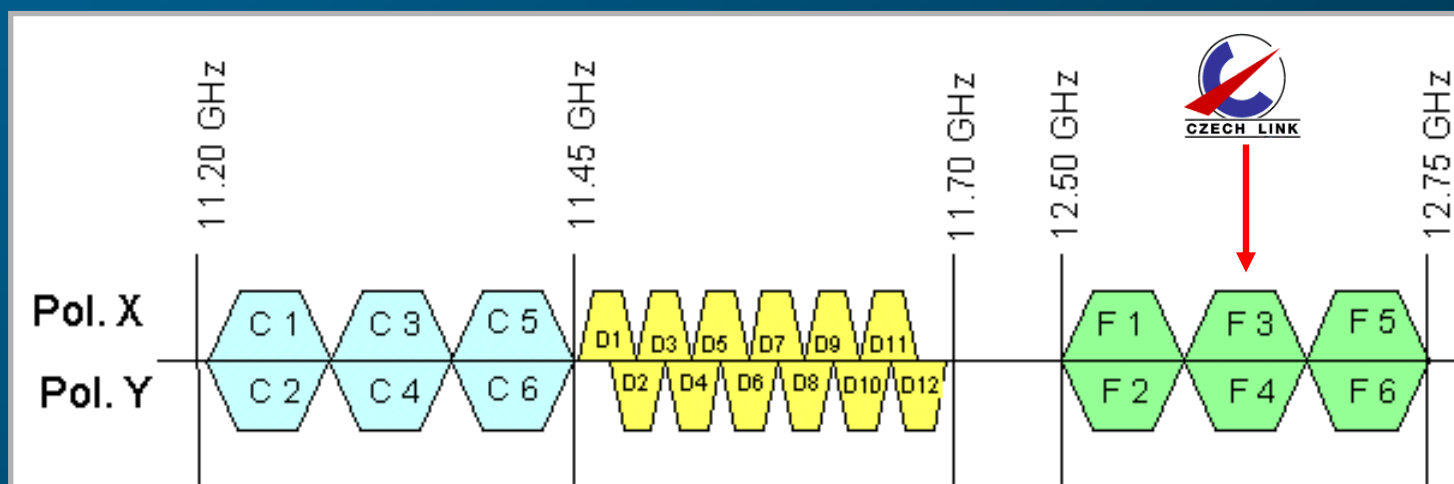 11.20 GHz
11.45 GHz
11.70 GHz
12.50 GHz
12.75 GHz
CZECH LINK
Pol. X
C 1
C 3
C 5
D1
D3
D5
D7
D9
D11
F 1
F 3
F 5
Pol. Y
C 2
C 4
C 6
D2
D4
D6
D8
D10
D12
F 2
F 4
F 6